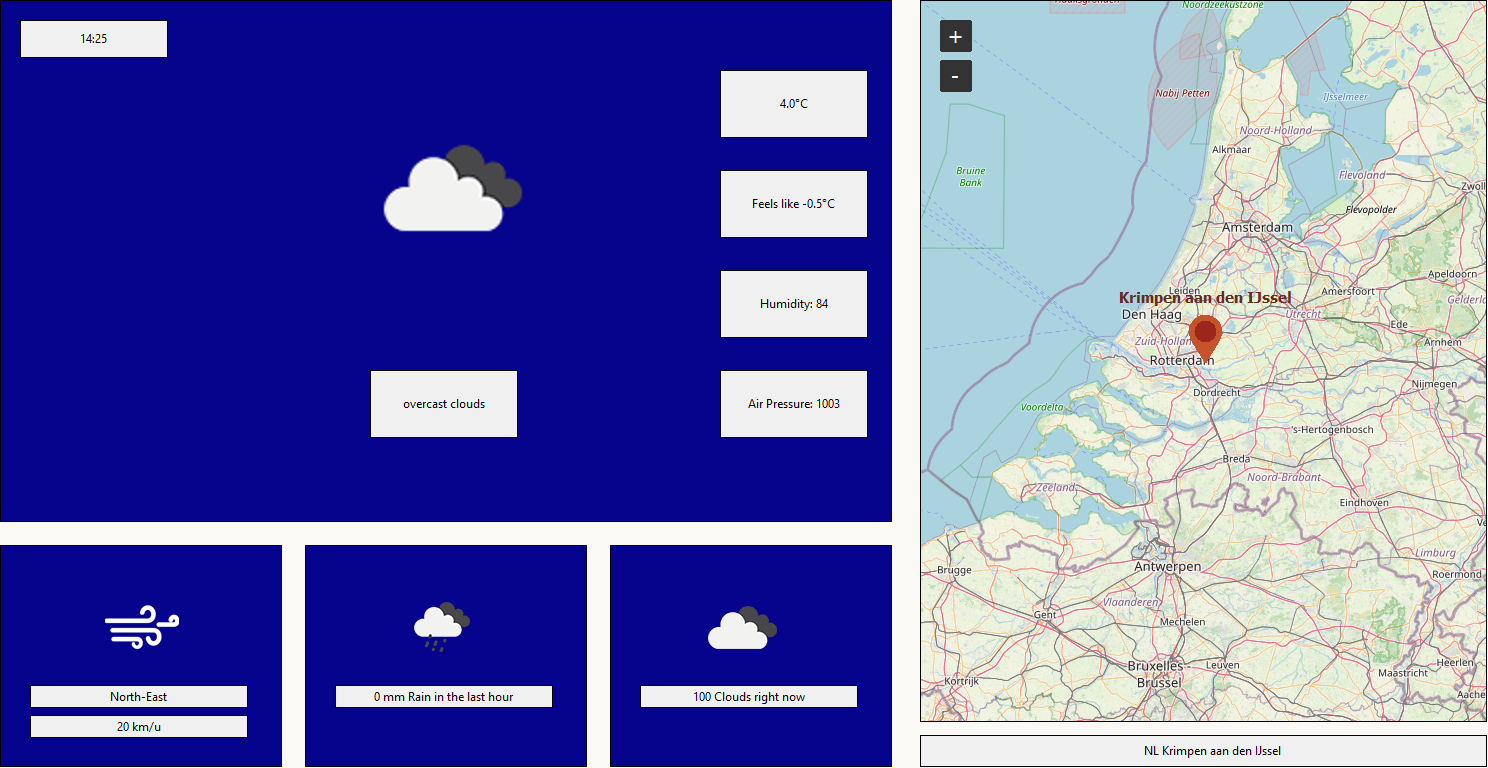 14:25
4.0°C
Feels like -0.5°C
Humidity: 84
overcast clouds
Air Pressure: 1003
North-East
20 km/u
0 mm Rain in the last hour
100 Clouds right now
+
-
Noordzeekustzone
Nabij Petten
IJsselmeer
Noord-Holland
Alkmaar
Bruine
Bank
Flevoland
Flevopolder
Amsterdam
Apeldoorn
Leiden
Amersfoort
Krimpen aan den IJssel
Den Haag
Utrecht
Ede
Zuid-Holland
Arnhem
Rotterdam
Nijmegen
Dordrecht
Voordelta
's-Hertogenbosch
Breda
Noord-Brabant
Zeeland
Eindhoven
Limburg
Antwerpen
Brugge
Roermond
Vlaanderen
Gent
Mechelen
Bruxelles -
Brussel
Leuven
Heerlen
Maastricht
Kortrijk
NL Krimpen aan den IJssel